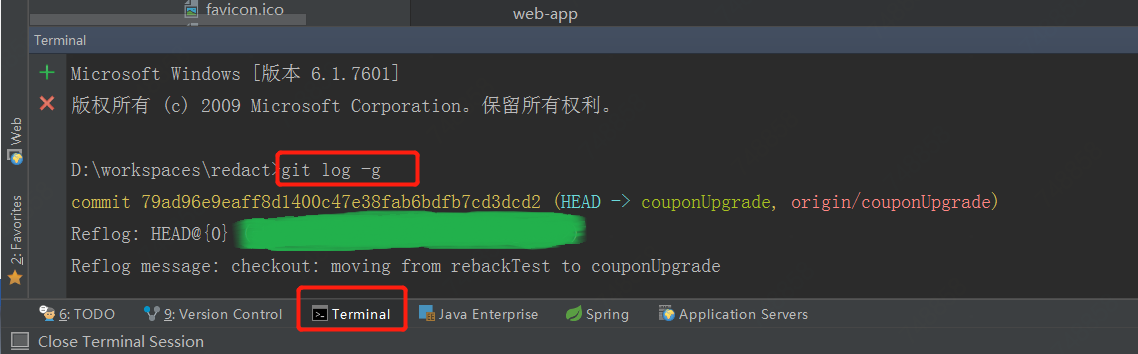 favicon.ico
web-app
Terminal
Microsoft Windows [版本 6.1.7601]
版权所有 (c) 2009 Microsoft Corporation。保留所有权利。
D:\workspaces\redact>git log -g
commit 79ad96e9eaff8d1400c47e38fab6bdfb7cd3dcd2 (HEAD -> couponUpgrade, origin/couponUpgrade)
Reflog: HEAD@{0}
Reflog message: checkout: moving from rebackTest to couponUpgrade
Web
2: Favorites
6: TODO 9: Version Control Terminal Java Enterprise Spring Application Servers
Close Terminal Session